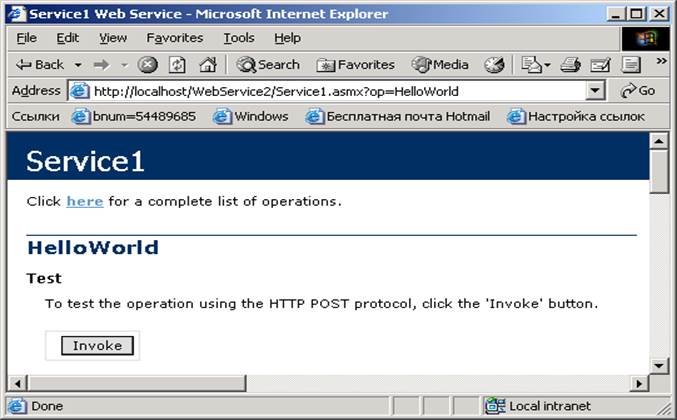 Service1 Web Service - Microsoft Internet Explorer
File Edit View Favorites Tools Help
Back Search Favorites Media »
Address http://localhost/WebService2/Service1.asmx?op=HelloWorld Go
Ссылки bnum=54489685 Windows Бесплатная почта Hotmail Настройка ссылок
Service1
Click here for a complete list of operations.
HelloWorld
Test
To test the operation using the HTTP POST protocol, click the 'Invoke' button.
Invoke
Done Local intranet